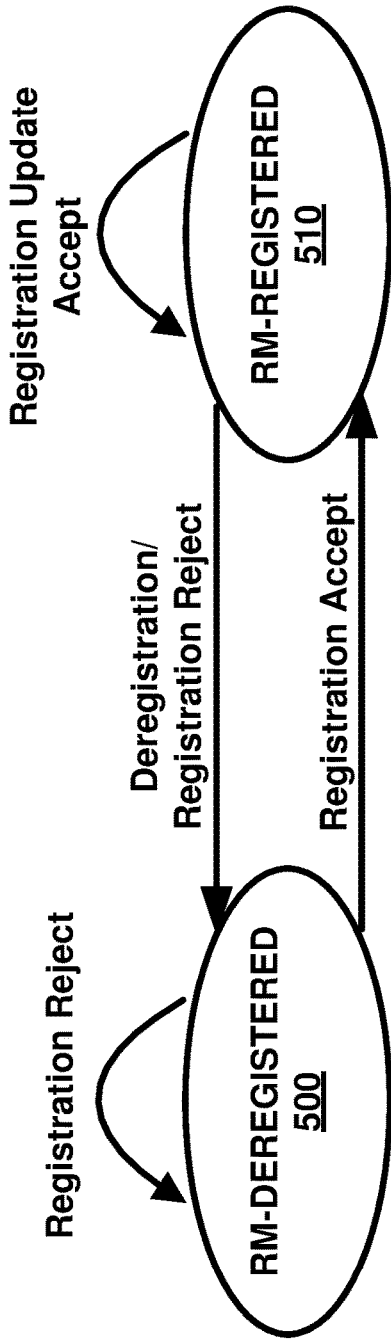 Registration Reject
RM-DEREGISTERED
500
Deregistration/
Registration Reject
Registration Accept
Registration Update
Accept
RM-REGISTERED
510